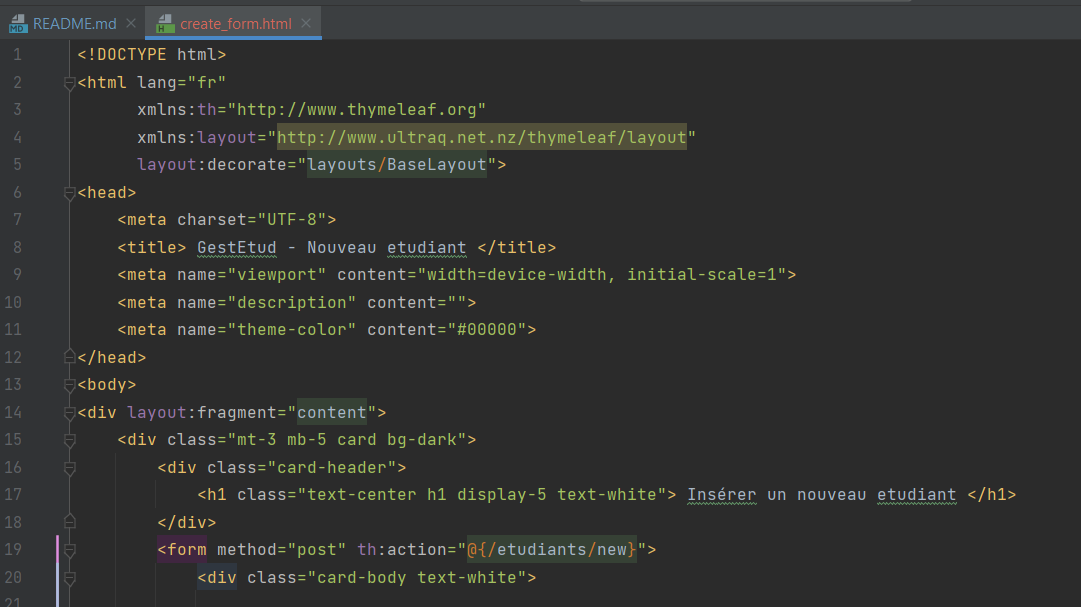 README.md create_form.html
1 <!DOCTYPE html>
2 <html lang="fr"
3 xmlns:th="http://www.thymeleaf.org"
4 xmlns:layout="http://www.ultraq.net.nz/thymeleaf/layout"
5 layout:decorate="layouts/BaseLayout">
6 <head>
7 <meta charset="UTF-8">
8 <title> GestEtud - Nouveau etudiant </title>
9 <meta name="viewport" content="width=device-width, initial-scale=1">
10 <meta name="description" content="">
11 <meta name="theme-color" content="#00000">
12 </head>
13 <body>
14 <div layout:fragment="content">
15 <div class="mt-3 mb-5 card bg-dark">
16 <div class="card-header">
17 <h1 class="text-center h1 display-5 text-white"> Insérer un nouveau etudiant </h1>
18 </div>
19 <form method="post" th:action="@{/etudiants/new}">
20 <div class="card-body text-white">
21